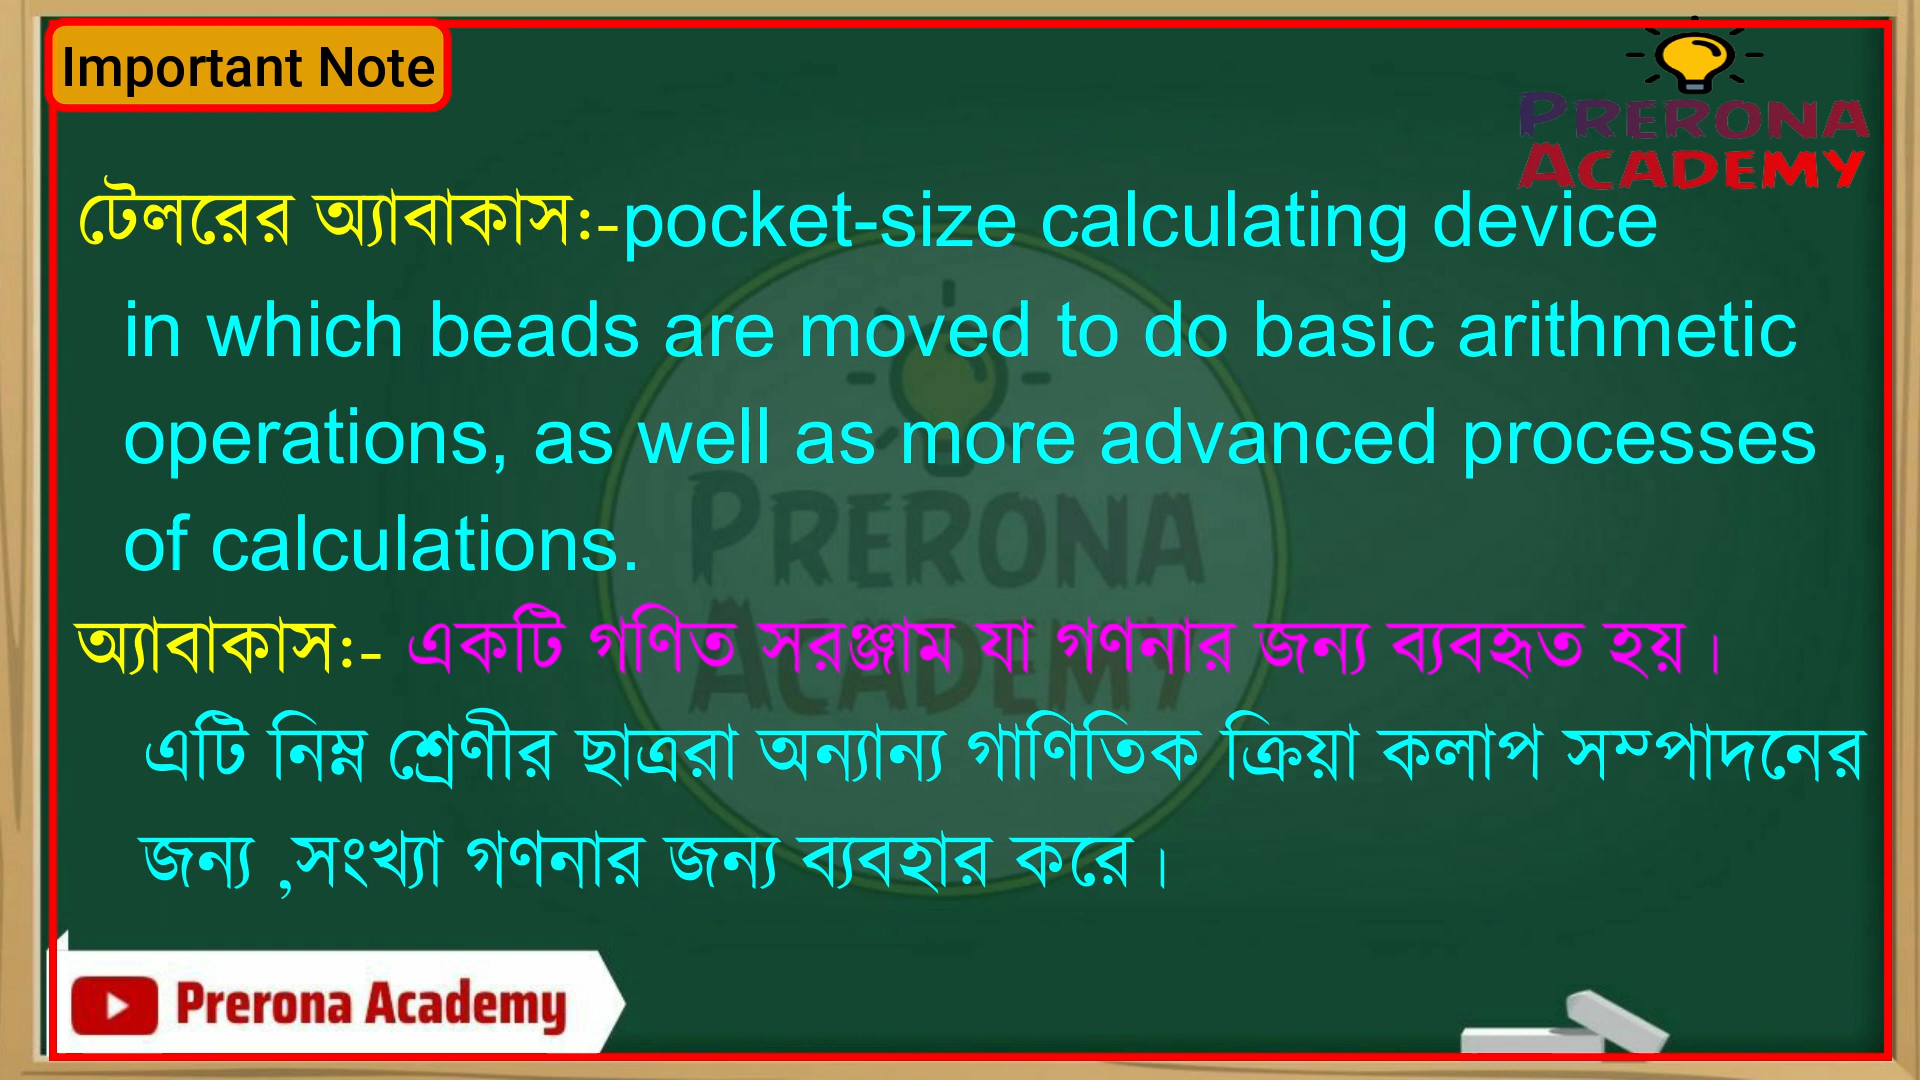 Important Note
PRERONA
ACADEMY
টেলরের অ্যাবাকাসঃ-pocket-size calculating device
in which beads are moved to do basic arithmetic
operations, as well as more advanced processes
of calculations.
PRERONA
ACADEMY
অ্যাবাকাসঃ- একটি গণিত সরঞ্জাম যা গণনার জন্য ব্যবহৃত হয়।
এটি নিম্ন শ্রেণীর ছাত্ররা অন্যান্য গাণিতিক ক্রিয়া কলাপ সম্পাদনের
জন্য ,সংখ্যা গণনার জন্য ব্যবহার করে।
Prerona Academy